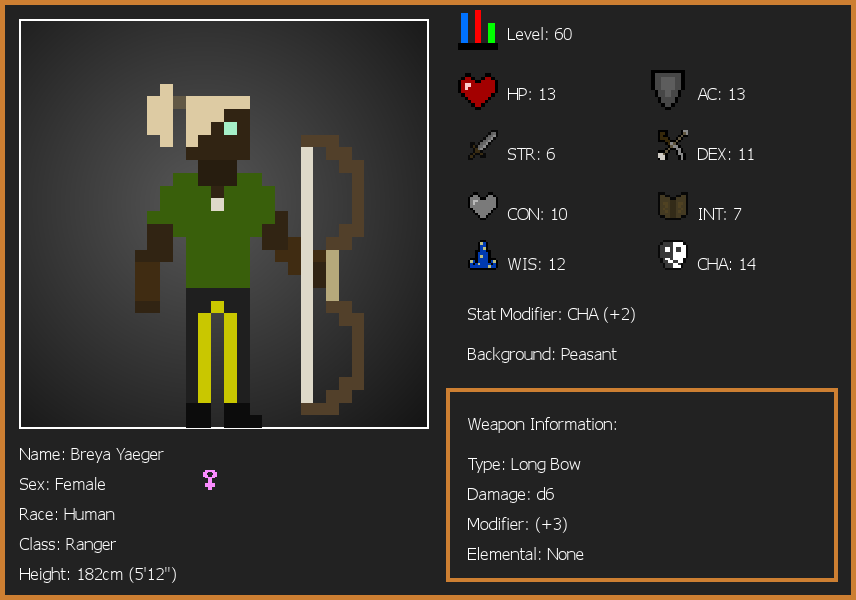 Level: 60
HP: 13
AC: 13
STR: 6
DEX: 11
CON: 10
INT: 7
WIS: 12
CHA: 14
Stat Modifier: CHA (+2)
Background: Peasant
Weapon Information:
Type: Long Bow
Damage: d6
Modifier: (+3)
Elemental: None
Name: Breya Yaeger
Sex: Female
Race: Human
Class: Ranger
Height: 182cm (5'12")